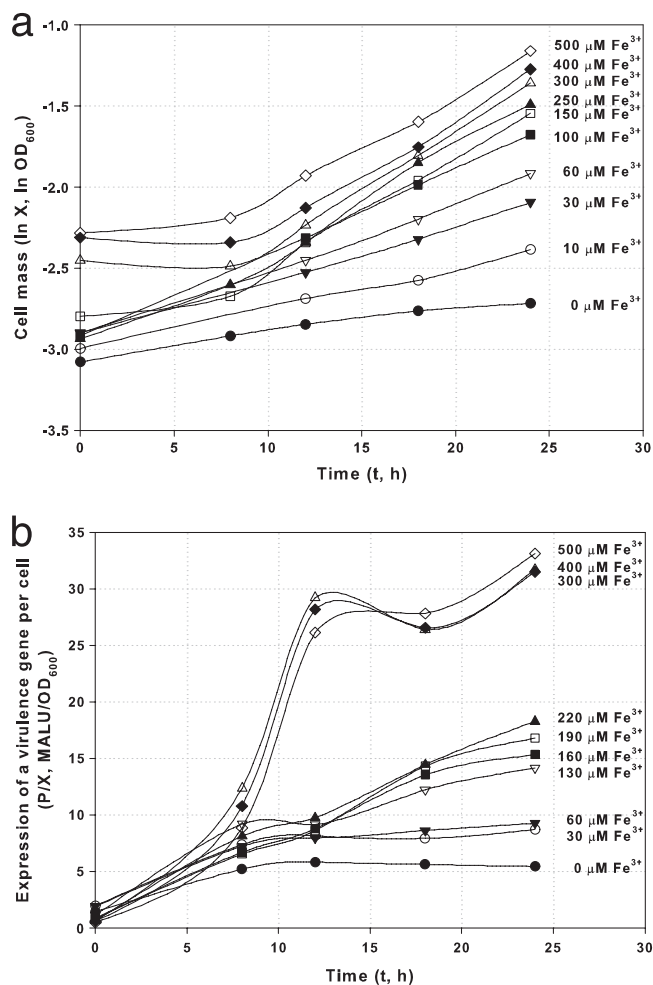 a
-1.0
-1.5
-2.0
-2.5
-3.0
-3.5
Cell mass (ln X, ln OD600)
0 5 10 15 20 25 30
Time (t, h)
500 μM Fe3+
400 μM Fe3+
300 μM Fe3+
250 μM Fe3+
150 μM Fe3+
100 μM Fe3+
60 μM Fe3+
30 μM Fe3+
10 μM Fe3+
0 μM Fe3+
b
35
30
25
20
15
10
5
0
Expression of a virulence gene per cell
(P/X, MALU/OD600)
0 5 10 15 20 25 30
Time (t, h)
500 μM Fe3+
400 μM Fe3+
300 μM Fe3+
220 μM Fe3+
190 μM Fe3+
160 μM Fe3+
130 μM Fe3+
60 μM Fe3+
30 μM Fe3+
0 μM Fe3+